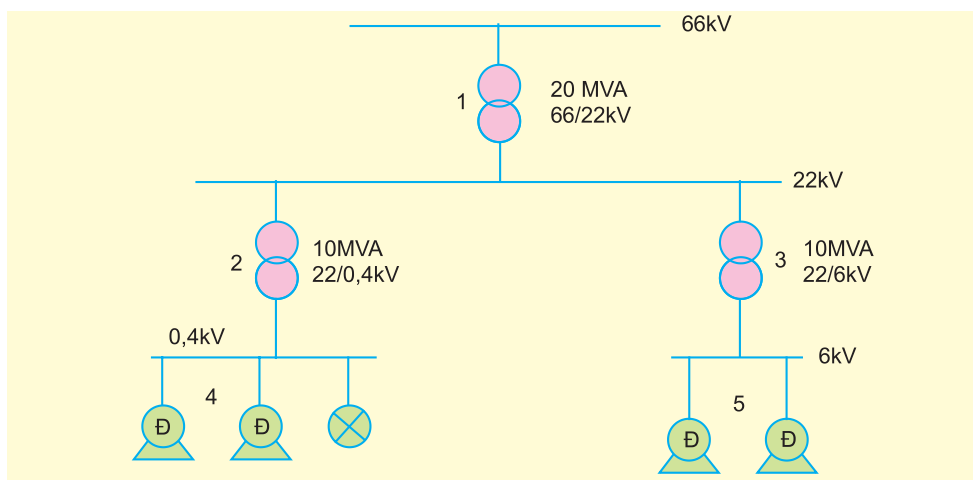 66kV
1
20 MVA
66/22kV
22kV
2
10MVA
22/0,4kV
3
10MVA
22/6kV
0,4kV
6kV
4
5
Đ
Đ
Đ
Đ